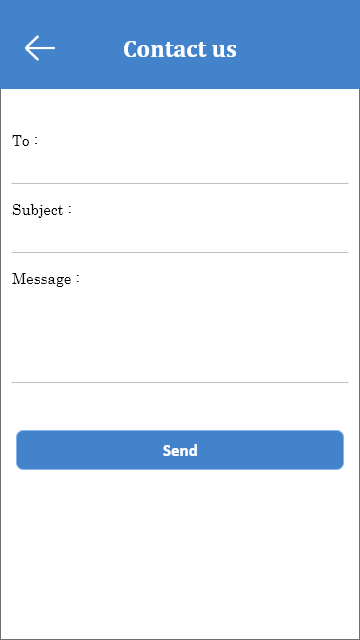 Contact us
To :
Subject :
Message :
Send